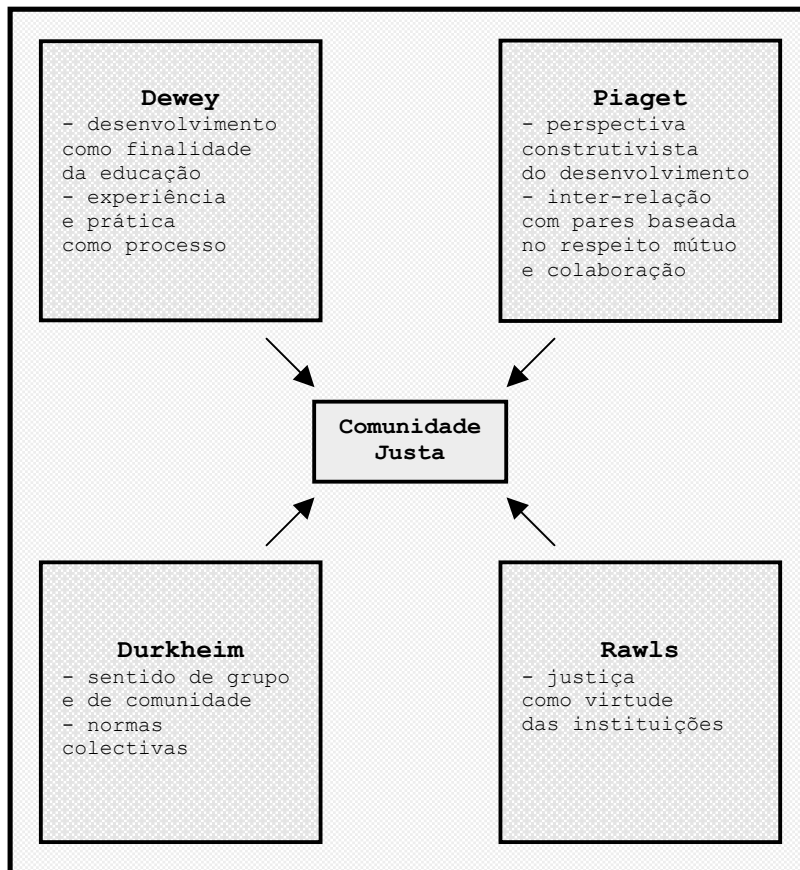 Dewey
- desenvolvimento
como finalidade
da educação
- experiência
e prática
como processo
Piaget
- perspectiva
construtivista
do desenvolvimento
- inter-relação
com pares baseada
no respeito mútuo
e colaboração
Comunidade
Justa
Durkheim
- sentido de grupo
e de comunidade
- normas
colectivas
Rawls
- justiça
como virtude
das instituições